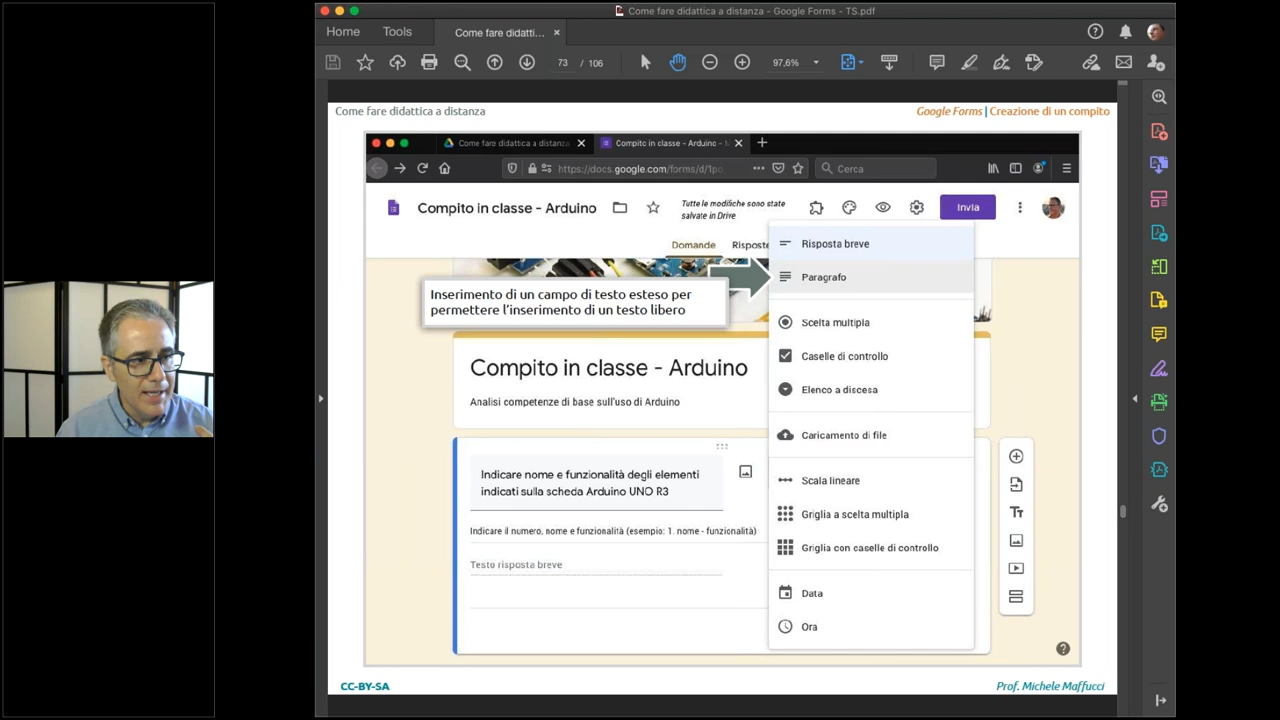 Come fare didattica a distanza - Google Forms - TS.pdf
Home
Tools
Come fare didatti...
×
73
/ 106
97,6%
Come fare didattica a distanza
Google Forms | Creazione di un compito
Come fare didattica a distanza
Compito in classe - Arduino -
https://docs.google.com/forms/d/1po
Cerca
Compito in classe - Arduino
Tutte le modifiche sono state
salvate in Drive
Invia
Domande
Risposte
Risposta breve
Paragrafo
Inserimento di un campo di testo esteso per
permettere l'inserimento di un testo libero
Scelta multipla
Caselle di controllo
Elenco a discesa
Compito in classe - Arduino
Analisi competenze di base sull'uso di Arduino
Caricamento di file
Scala lineare
Griglia a scelta multipla
Griglia con caselle di controllo
Data
Ora
Indicare nome e funzionalità degli elementi
indicati sulla scheda Arduino UNO R3
Indicare il numero, nome e funzionalità (esempio: 1. nome - funzionalità)
Testo risposta breve
Tт
CC-BY-SA
Prof. Michele Maffucci